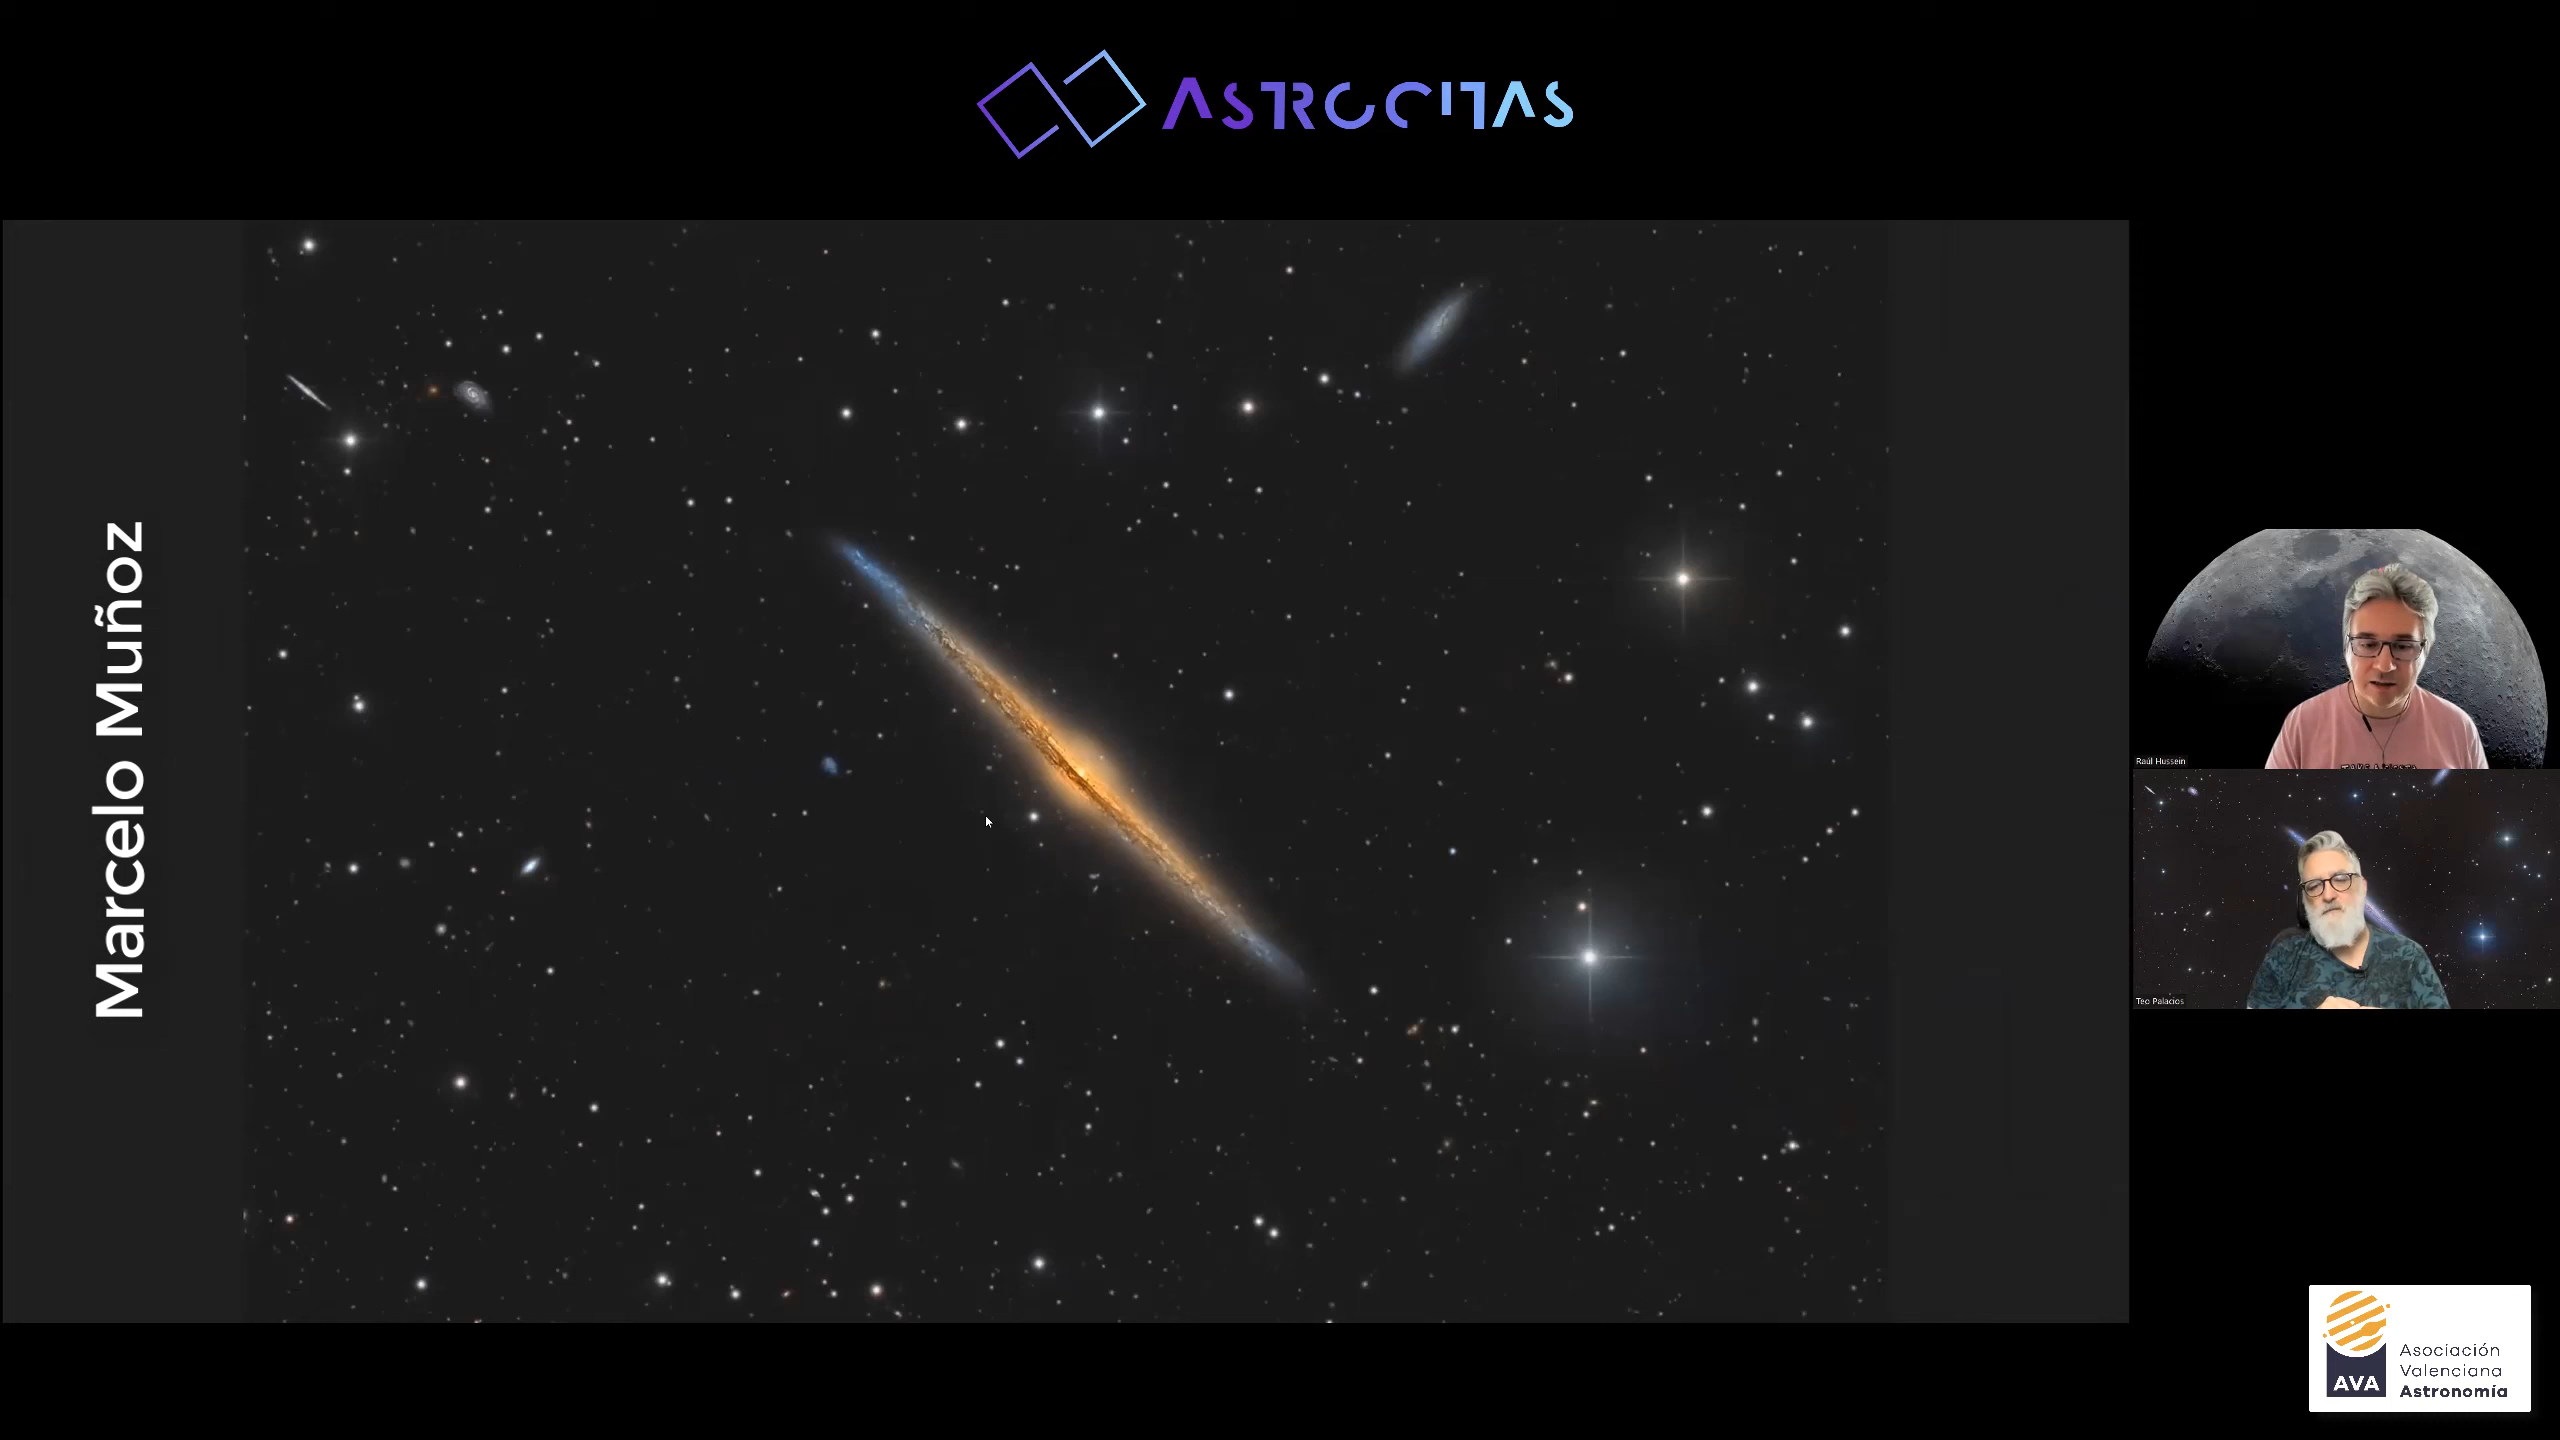 ASTROCITAS
Marcelo Muñoz
Raúl Hussein
Teo Palacios
AVA
Asociación
Valenciana
Astronomía